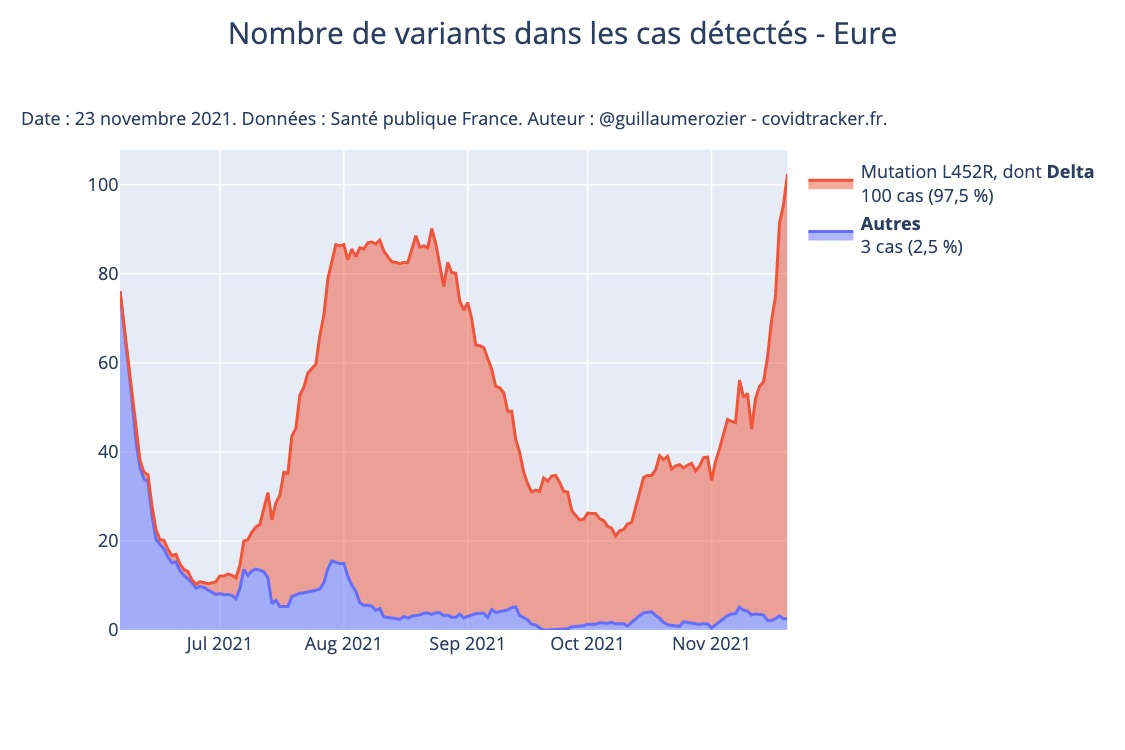 Nombre de variants dans les cas détectés - Eure
Date : 23 novembre 2021. Données : Santé publique France. Auteur : @guillaumerozier - covidtracker.fr.
Mutation L452R, dont Delta
100 cas (97,5 %)
Autres
3 cas (2,5 %)
100
80
60
40
20
0
Jul 2021 Aug 2021 Sep 2021 Oct 2021 Nov 2021